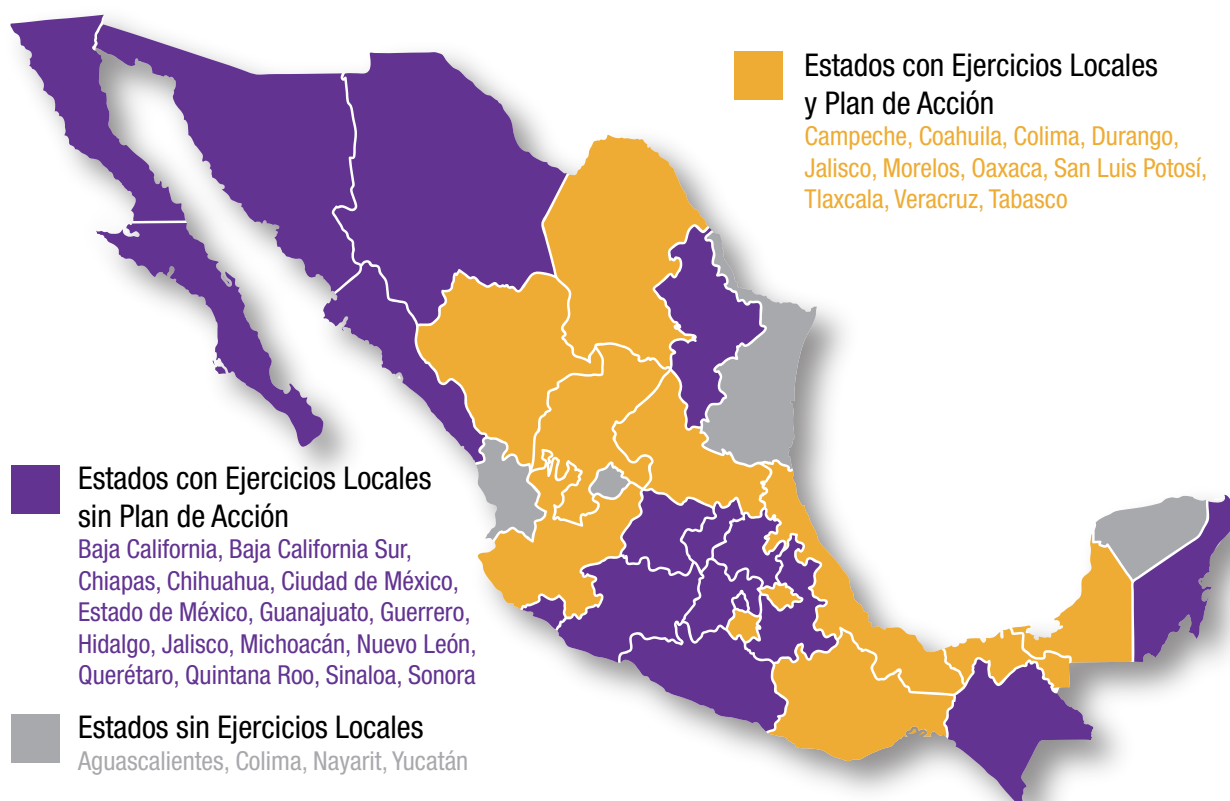 Estados con Ejercicios Locales
y Plan de Acción
Campeche, Coahuila, Colima, Durango,
Jalisco, Morelos, Oaxaca, San Luis Potosí,
Tlaxcala, Veracruz, Tabasco
Estados con Ejercicios Locales
sin Plan de Acción
Baja California, Baja California Sur,
Chiapas, Chihuahua, Ciudad de México,
Estado de México, Guanajuato, Guerrero,
Hidalgo, Jalisco, Michoacán, Nuevo León,
Querétaro, Quintana Roo, Sinaloa, Sonora
Estados sin Ejercicios Locales
Aguascalientes, Colima, Nayarit, Yucatán